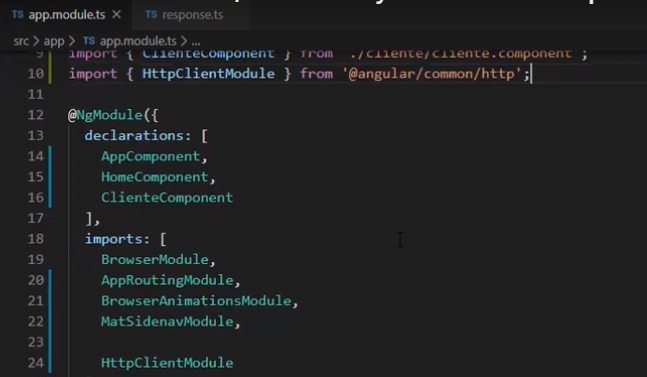 TS app.module.ts × TS response.ts
src > app > TS app.module.ts > ...
9 import { ClienteComponent } from './cliente/cliente.component';
10 import { HttpClientModule } from '@angular/common/http';
11
12 @NgModule({
13 declarations: [
14 AppComponent,
15 HomeComponent,
16 ClienteComponent
17 ],
18 imports: [
19 BrowserModule,
20 AppRoutingModule,
21 BrowserAnimationsModule,
22 MatSidenavModule,
23
24 HttpClientModule